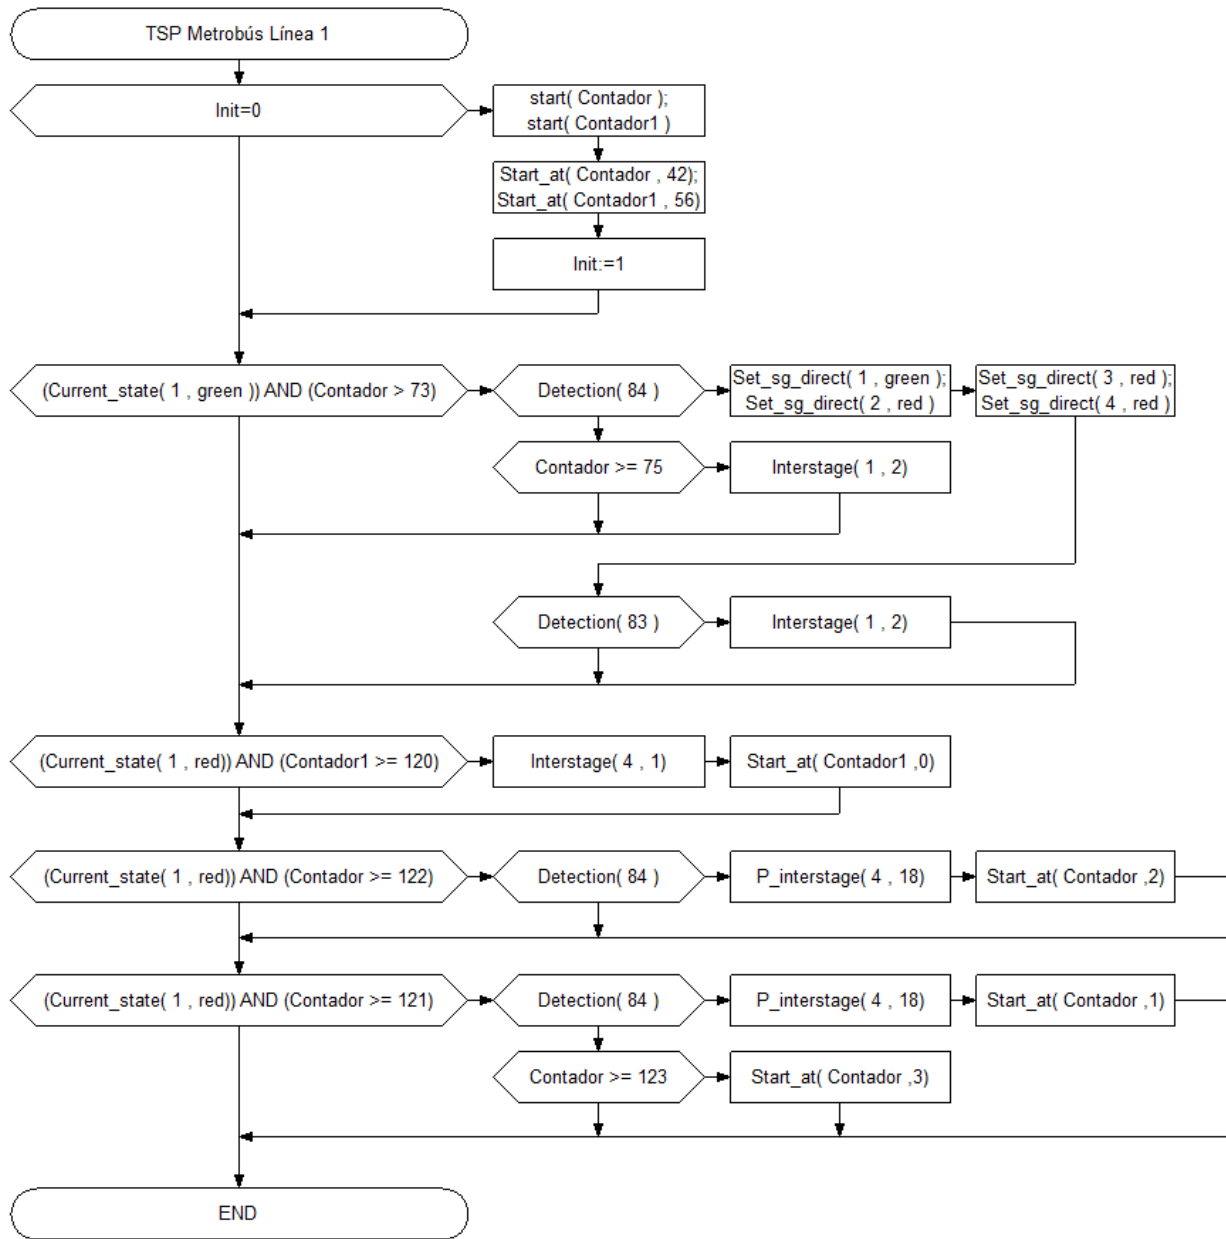 TSP Metrobús Línea 1
Init=0
start( Contador );
start( Contador1 )
Start_at( Contador , 42);
Start_at( Contador1 , 56)
Init:=1
(Current_state( 1 , green )) AND (Contador > 73)
Detection( 84 )
Set_sg_direct( 1 , green );
Set_sg_direct( 2 , red )
Set_sg_direct( 3 , red );
Set_sg_direct( 4 , red )
Contador >= 75
Interstage( 1 , 2)
Detection( 83 )
Interstage( 1 , 2)
(Current_state( 1 , red)) AND (Contador1 >= 120)
Interstage( 4 , 1)
Start_at( Contador1 ,0)
(Current_state( 1 , red)) AND (Contador >= 122)
Detection( 84 )
P_interstage( 4 , 18)
Start_at( Contador ,2)
(Current_state( 1 , red)) AND (Contador >= 121)
Detection( 84 )
P_interstage( 4 , 18)
Start_at( Contador ,1)
Contador >= 123
Start_at( Contador ,3)
END